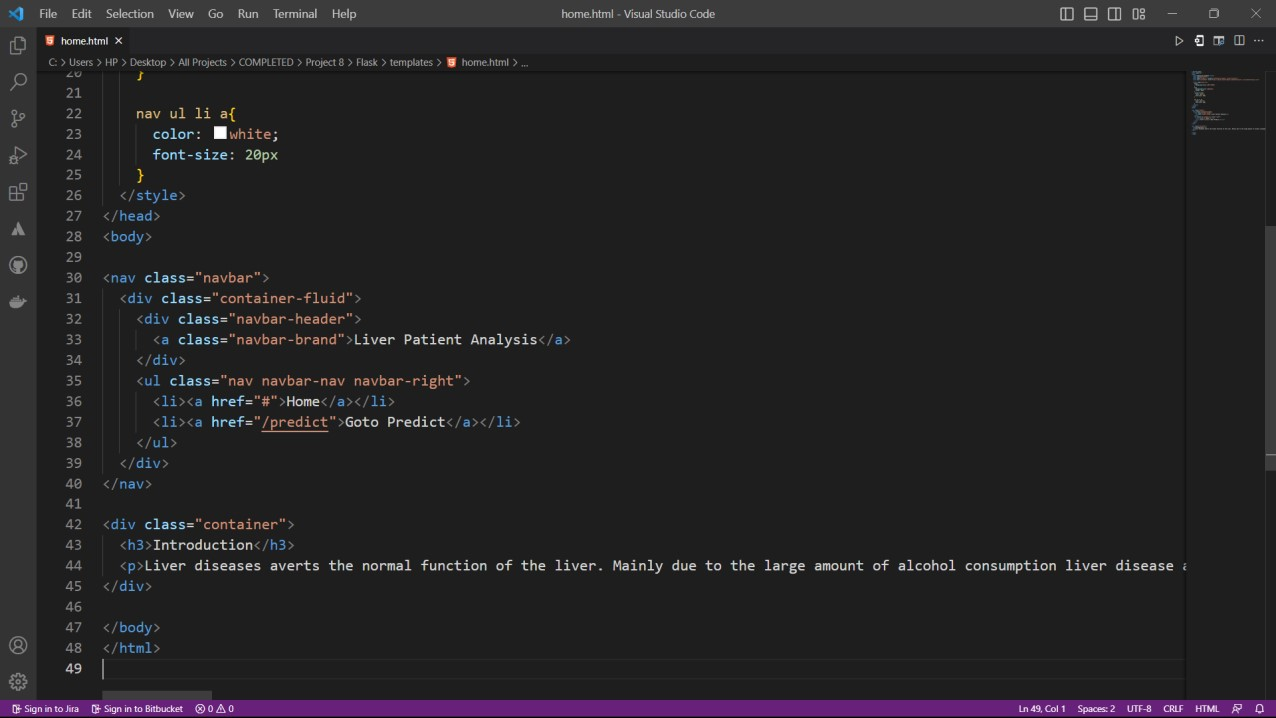 File Edit Selection View Go Run Terminal Help home.html - Visual Studio Code
home.html
C: > Users > HP > Desktop > All Projects > COMPLETED > Project 8 > Flask > templates > home.html > ...
20 }
21
22 nav ul li a{
23 color: white;
24 font-size: 20px
25 }
26 </style>
27 </head>
28 <body>
29
30 <nav class="navbar">
31 <div class="container-fluid">
32 <div class="navbar-header">
33 <a class="navbar-brand">Liver Patient Analysis</a>
34 </div>
35 <ul class="nav navbar-nav navbar-right">
36 <li><a href="#">Home</a></li>
37 <li><a href="/predict">Goto Predict</a></li>
38 </ul>
39 </div>
40 </nav>
41
42 <div class="container">
43 <h3>Introduction</h3>
44 <p>Liver diseases averts the normal function of the liver. Mainly due to the large amount of alcohol consumption liver disease
45 </div>
46
47 </body>
48 </html>
49
Sign in to Jira Sign in to Bitbucket 0 0 Ln 49, Col 1 Spaces: 2 UTF-8 CRLF HTML